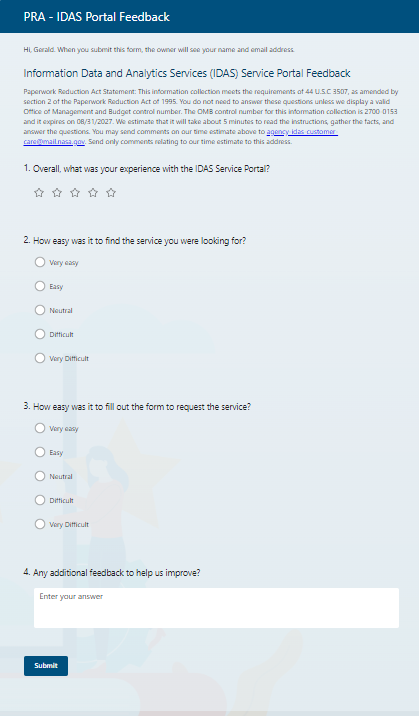 PRA - IDAS Portal Feedback
Hi, Gerald. When you submit this form, the owner will see your name and email address.
Information Data and Analytics Services (IDAS) Service Portal Feedback
Paperwork Reduction Act Statement: This information collection meets the requirements of 44 U.S.C 3507, as amended by
section 2 of the Paperwork Reduction Act of 1995. You do not need to answer these questions unless we display a valid
Office of Management and Budget control number. The OMB control number for this information collection is 2700-0153
and it expires on 08/31/2027. We estimate that it will take about 5 minutes to read the instructions, gather the facts, and
answer the questions. You may send comments on our time estimate above to agency-idas-customer-
care@mail.nasa.gov. Send only comments relating to our time estimate to this address.
1. Overall, what was your experience with the IDAS Service Portal?
2. How easy was it to find the service you were looking for?
Very easy
Easy
Neutral
Difficult
Very Difficult
3. How easy was it to fill out the form to request the service?
Very easy
Easy
Neutral
Difficult
Very Difficult
4. Any additional feedback to help us improve?
Enter your answer
Submit